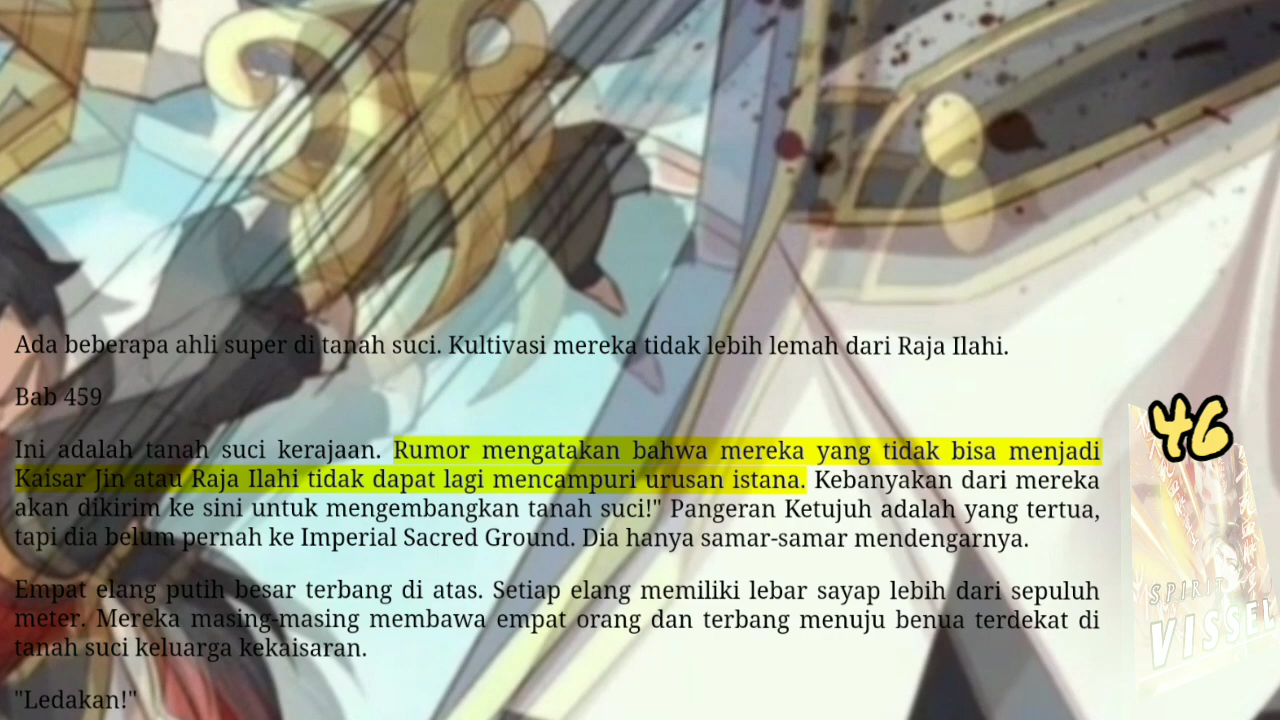 Ada beberapa ahli super di tanah suci. Kultivasi mereka tidak lebih lemah dari Raja Ilahi.
Bab 459
Ini adalah tanah suci kerajaan. Rumor mengatakan bahwa mereka yang tidak bisa menjadi
Kaisar Jin atau Raja Ilahi tidak dapat lagi mencampuri urusan istana. Kebanyakan dari mereka
akan dikirim ke sini untuk mengembangkan tanah suci!" Pangeran Ketujuh adalah yang tertua,
tapi dia belum pernah ke Imperial Sacred Ground. Dia hanya samar-samar mendengarnya.
Empat elang putih besar terbang di atas. Setiap elang memiliki lebar sayap lebih dari sepuluh
meter. Mereka masing-masing membawa empat orang dan terbang menuju benua terdekat di
tanah suci keluarga kekaisaran.
"Ledakan!"
46
SPIRIT
VISSEL